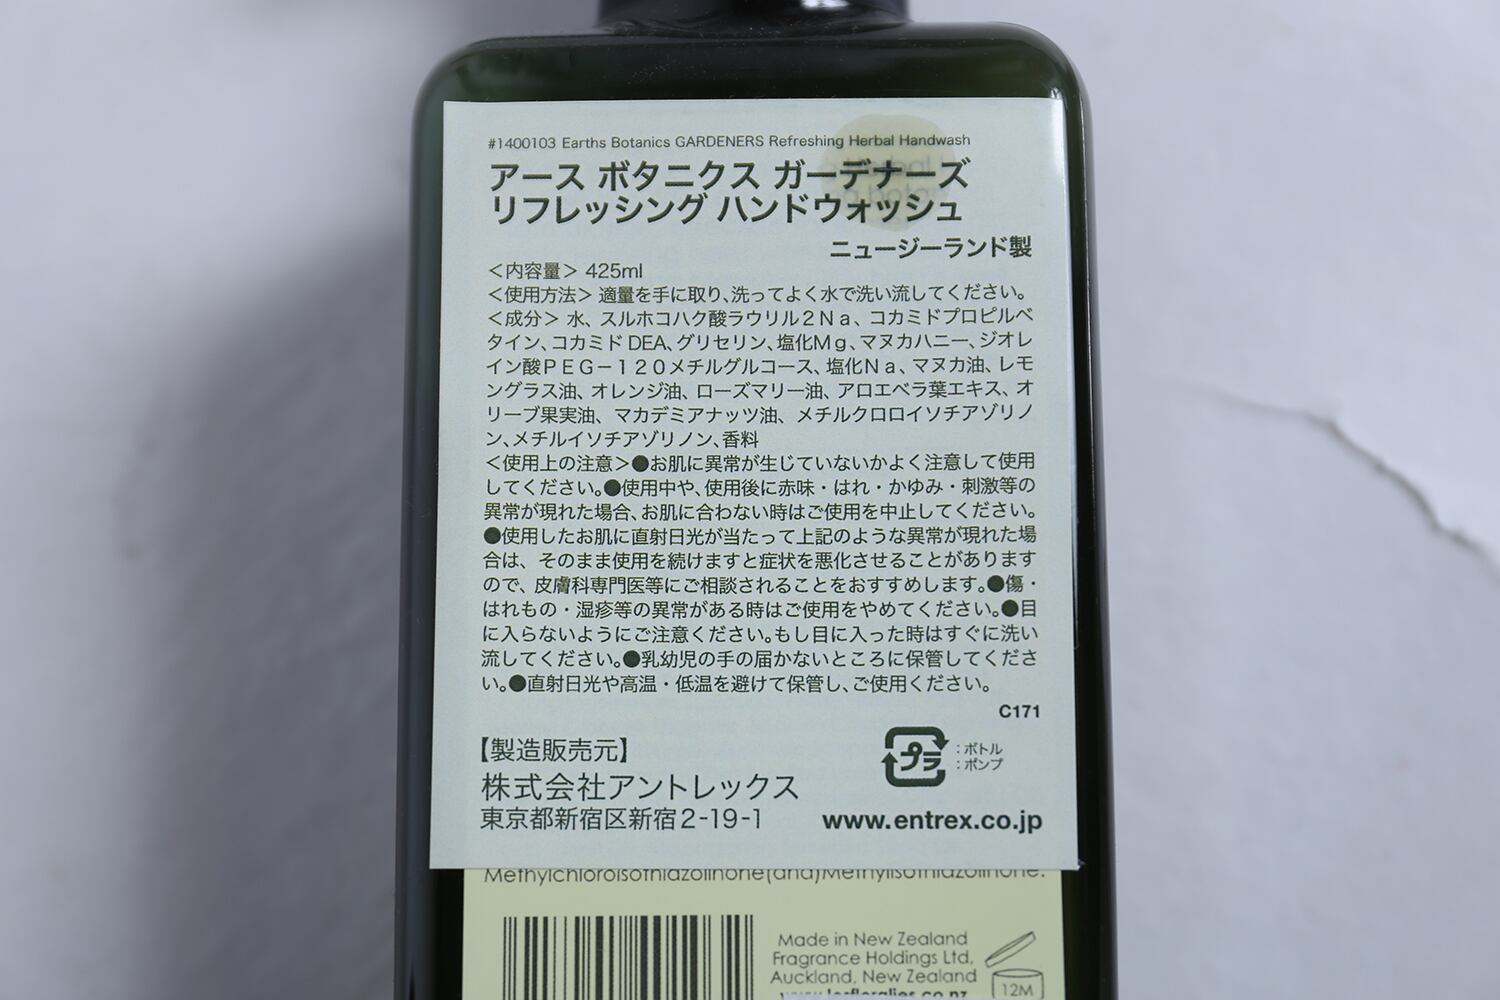 #1400103 Earths Botanics GARDENERS Refreshing Herbal Handwash
アース ボタニクス ガーデナーズ
リフレッシング ハンドウォッシュ
ニュージーランド製
＜内容量＞ 425ml
＜使用方法＞ 適量を手に取り、洗ってよく水で洗い流してください。
＜成分＞ 水、スルホコハク酸ラウリル２Ｎａ、コカミドプロピルベ
タイン、コカミド DEA、グリセリン、塩化Ｍｇ、マヌカハニー、ジオレ
イン酸ＰＥＧ－１２０メチルグルコース、塩化Ｎａ、マヌカ油、レモ
ングラス油、オレンジ油、ローズマリー油、アロエベラ葉エキス、オ
リーブ果実油、マカデミアナッツ油、メチルクロロイソチアゾリノ
ン、メチルイソチアゾリノン、香料
＜使用上の注意＞●お肌に異常が生じていないかよく注意して使用
してください。●使用中や、使用後に赤味・はれ・かゆみ・刺激等の
異常が現れた場合、お肌に合わない時はご使用を中止してください。
●使用したお肌に直射日光が当たって上記のような異常が現れた場
合は、そのまま使用を続けますと症状を悪化させることがあります
ので、皮膚科専門医等にご相談されることをおすすめします。●傷・
はれもの・湿疹等の異常がある時はご使用をやめてください。●目
に入らないようにご注意ください。もし目に入った時はすぐに洗い
流してください。●乳幼児の手の届かないところに保管してくださ
い。●直射日光や高温・低温を避けて保管し、ご使用ください。
C171
【製造販売元】
株式会社アントレックス
東京都新宿区新宿2-19-1
プラ
：ボトル
：ポンプ
www.entrex.co.jp
Methylchloroisothiazolinone(and)Methylisothiazolinone.
Made in New Zealand
Fragrance Holdings Ltd,
Auckland, New Zealand
www.lesfloralies.co.nz
12M